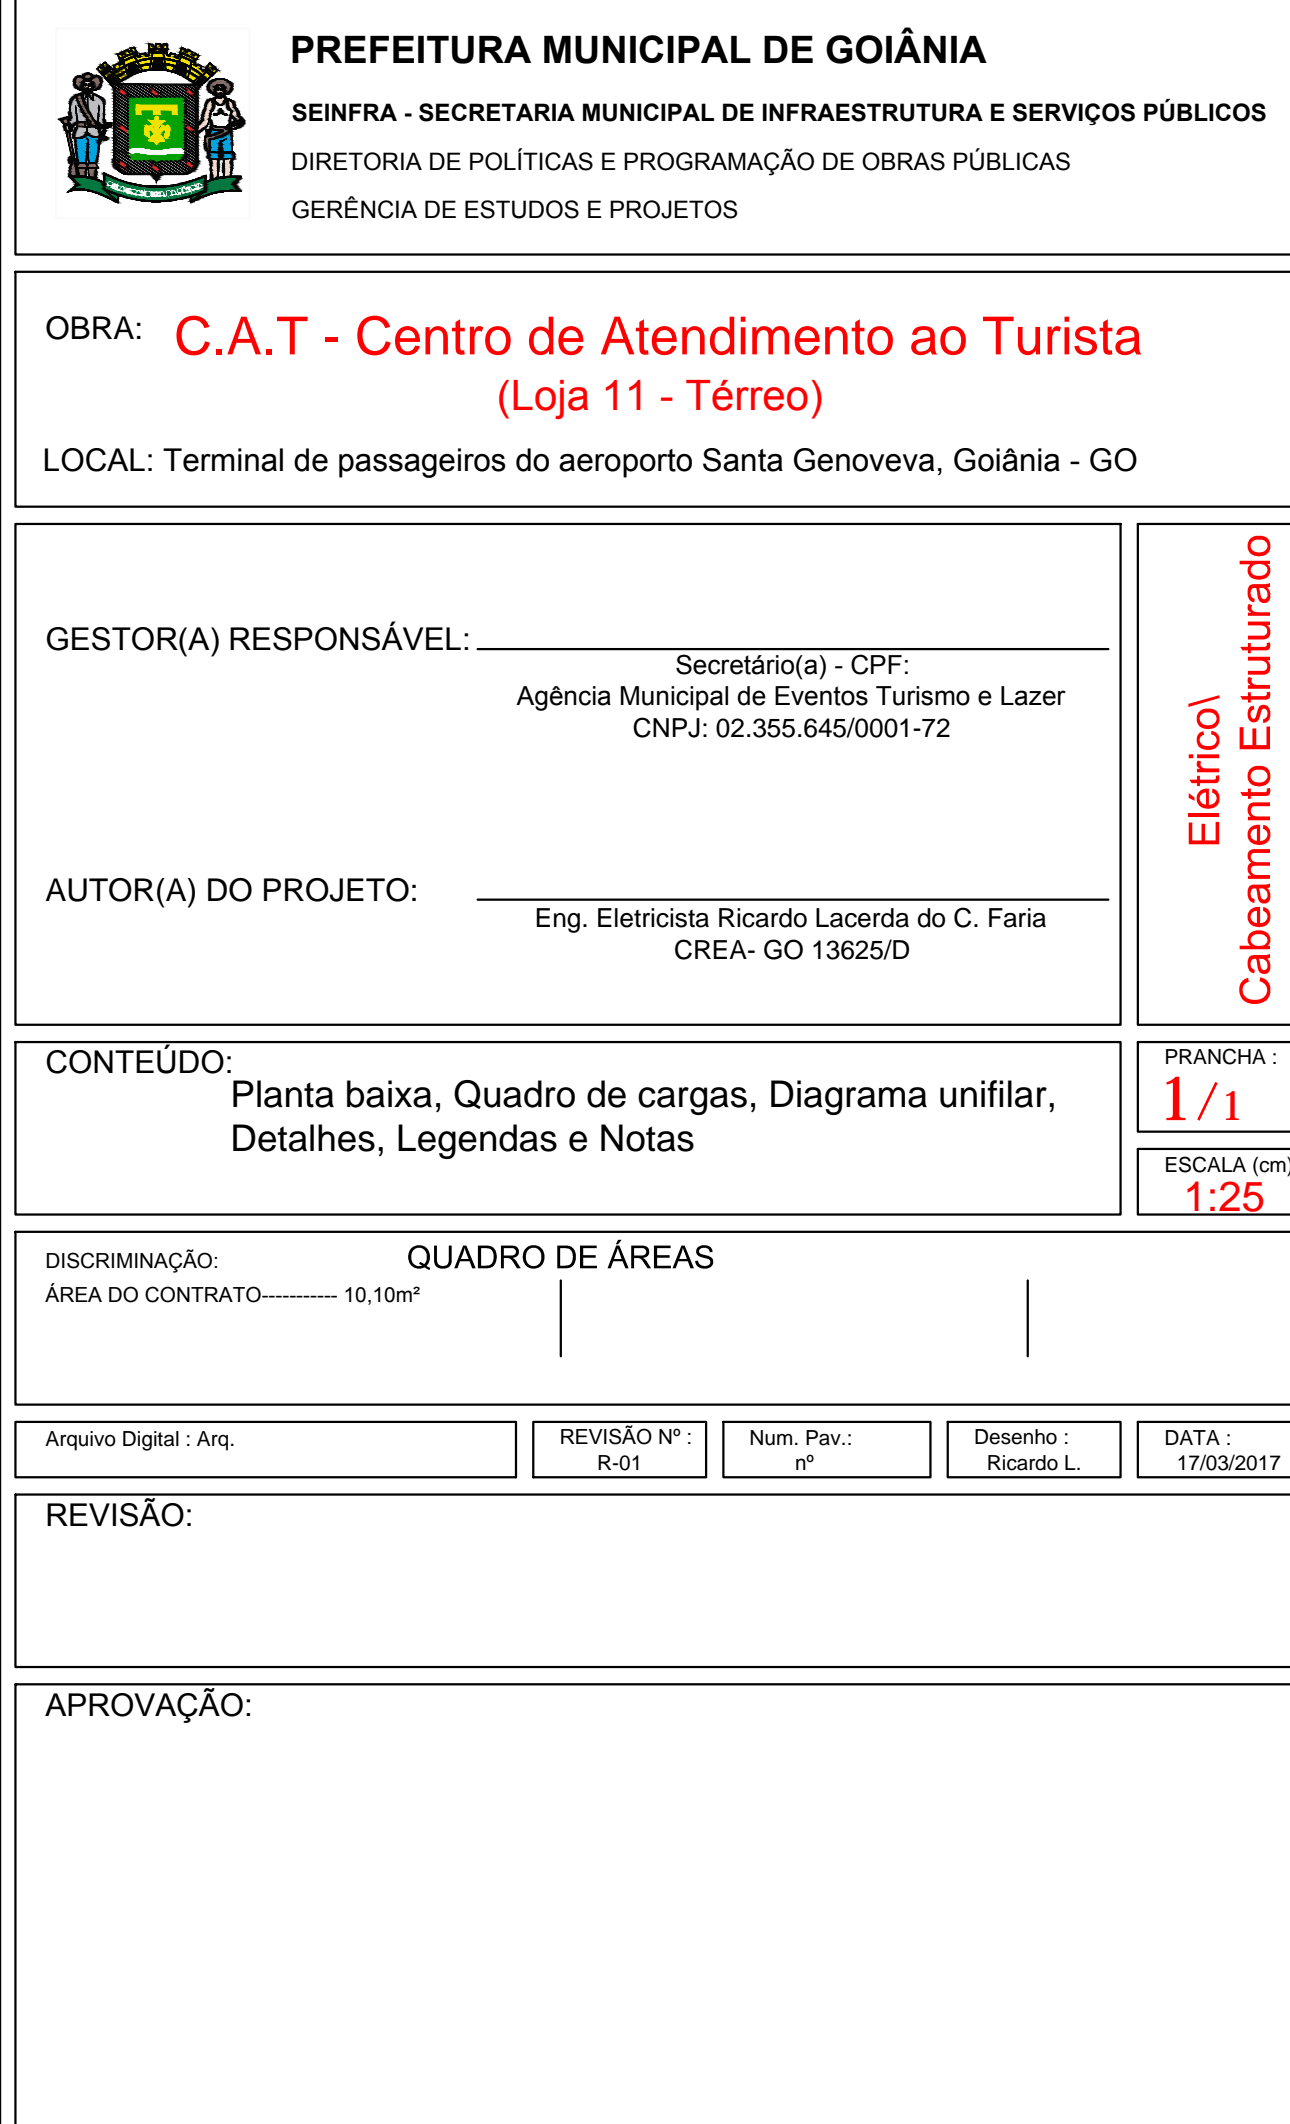 PREFEITURA MUNICIPAL DE GOIÂNIA
SEINFRA - SECRETARIA MUNICIPAL DE INFRAESTRUTURA E SERVIÇOS PÚBLICOS
DIRETORIA DE POLÍTICAS E PROGRAMAÇÃO DE OBRAS PÚBLICAS
GERÊNCIA DE ESTUDOS E PROJETOS
OBRA: C.A.T - Centro de Atendimento ao Turista
(Loja 11 - Térreo)
LOCAL: Terminal de passageiros do aeroporto Santa Genoveva, Goiânia - GO
GESTOR(A) RESPONSÁVEL:
Secretário(a) - CPF:
Agência Municipal de Eventos Turismo e Lazer
CNPJ: 02.355.645/0001-72
AUTOR(A) DO PROJETO:
Eng. Eletricista Ricardo Lacerda do C. Faria
CREA- GO 13625/D
Elétrico\
Cabeamento Estruturado
CONTEÚDO:
Planta baixa, Quadro de cargas, Diagrama unifilar,
Detalhes, Legendas e Notas
PRANCHA :
1/1
ESCALA (cm)
1:25
DISCRIMINAÇÃO: QUADRO DE ÁREAS
ÁREA DO CONTRATO----------- 10,10m²
Arquivo Digital : Arq.
REVISÃO Nº :
R-01
Num. Pav.:
nº
Desenho :
Ricardo L.
DATA :
17/03/2017
REVISÃO:
APROVAÇÃO: